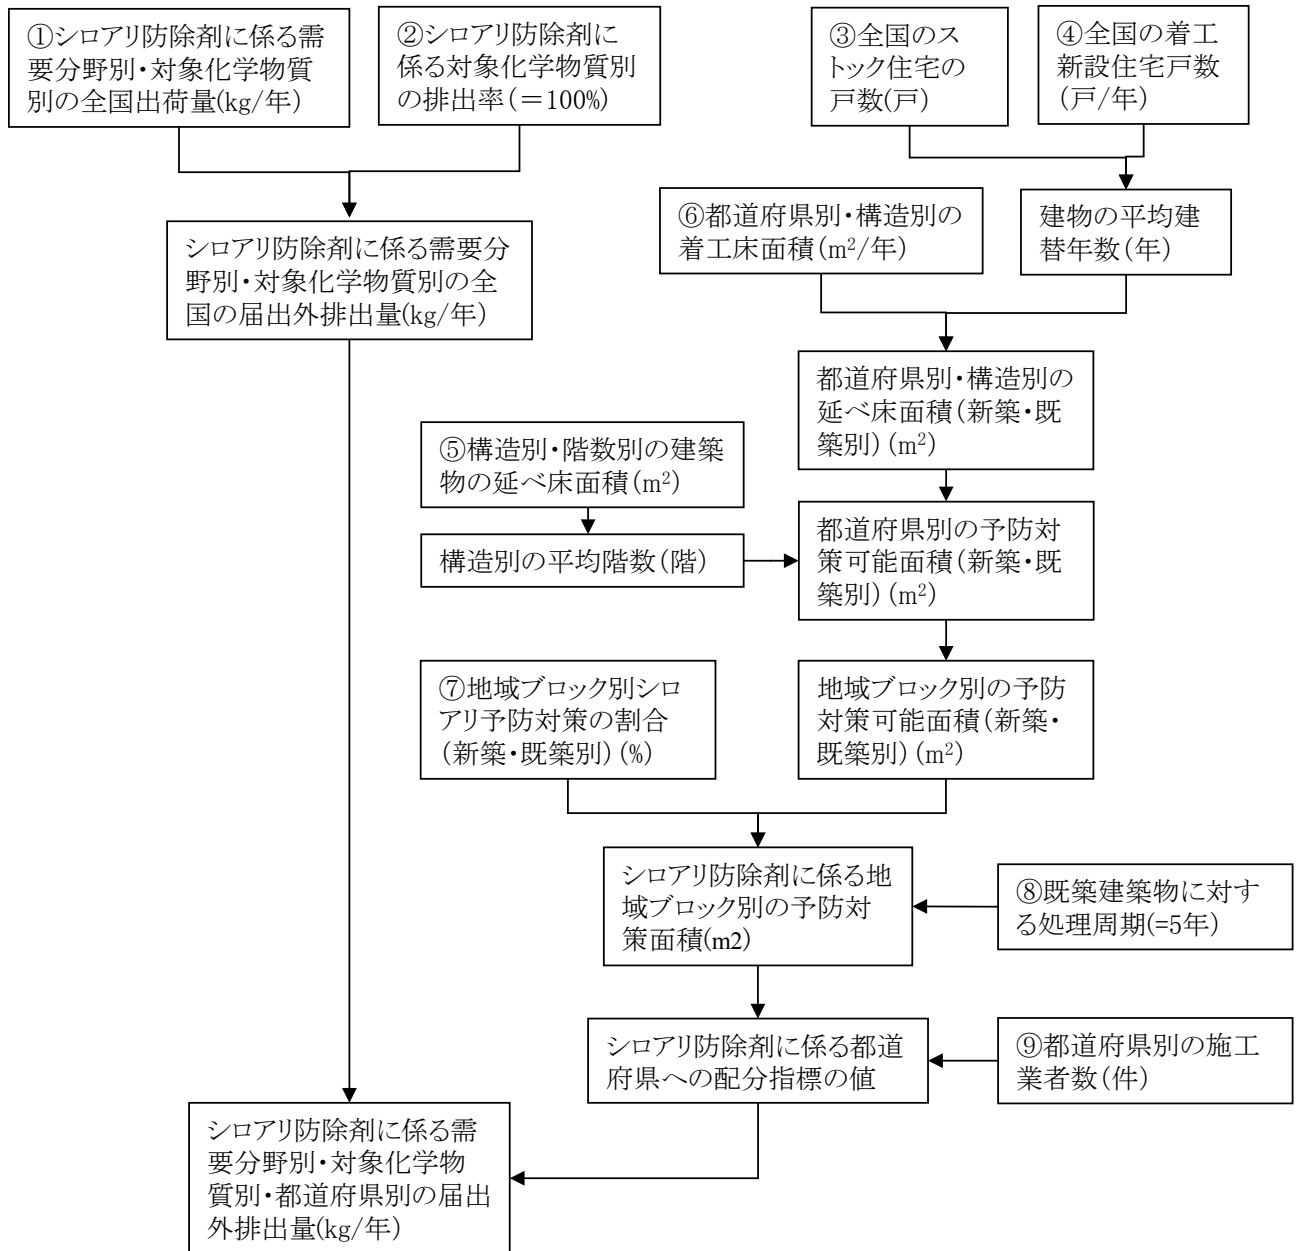 ①シロアリ防除剤に係る需
要分野別・対象化学物質
別の全国出荷量(kg/年)
②シロアリ防除剤に
係る対象化学物質別
の排出率(=100%)
③全国のス
トック住宅の
戸数(戸)
④全国の着工
新設住宅戸数
(戸/年)
シロアリ防除剤に係る需要分
野別・対象化学物質別の全
国の届出外排出量(kg/年)
⑥都道府県別・構造別の
着工床面積(m²/年)
建物の平均建
替年数(年)
都道府県別・構造別の
延べ床面積(新築・既
築別)(m²)
⑤構造別・階数別の建築
物の延べ床面積(m²)
構造別の平均階数(階)
都道府県別の予防対
策可能面積(新築・既
築別)(m²)
⑦地域ブロック別シロ
アリ予防対策の割合
(新築・既築別)(%)
地域ブロック別の予防
対策可能面積(新築・
既築別)(m²)
シロアリ防除剤に係る地
域ブロック別の予防対
策面積(m2)
⑧既築建築物に対す
る処理周期(=5年)
シロアリ防除剤に係る都道
府県への配分指標の値
⑨都道府県別の施工
業者数(件)
シロアリ防除剤に係る需
要分野別・対象化学物
質別・都道府県別の届出
外排出量(kg/年)